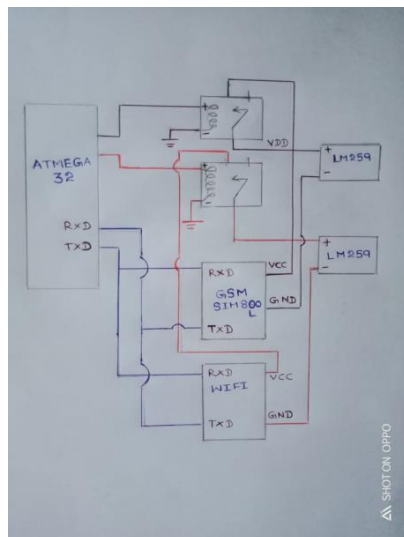 ATMEGA
32
RXD
TXD
+
-
+
-
VDD
+ LM259
-
+ LM259
-
RXD VCC
GSM
SIM800
L
GND
TXD
RXD VCC
WIFI
GND
TXD
SHOT ON OPPO